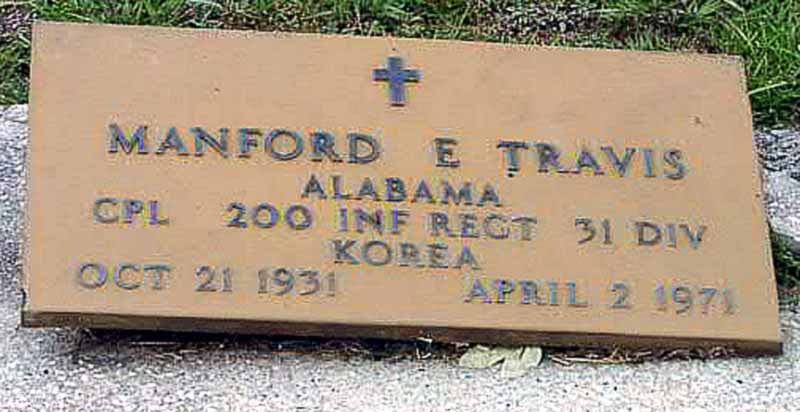 MANFORD E TRAVIS
ALABAMA
CPL 200 INF REGT 31 DIV
KOREA
OCT 21 1931 APRIL 2 1971